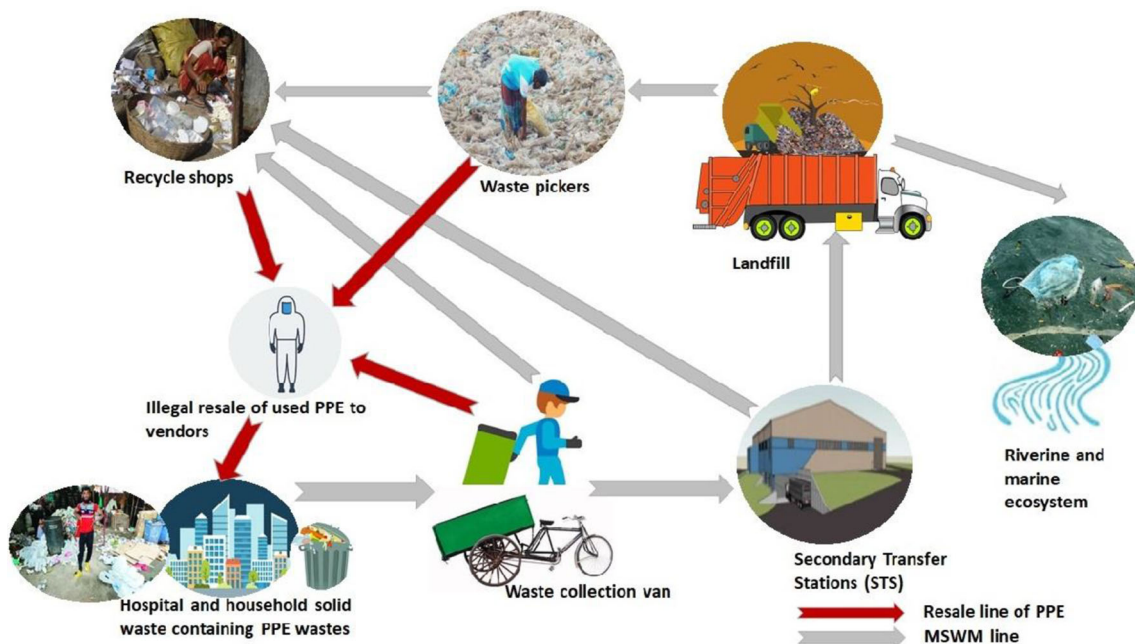 Recycle shops
Waste pickers
Landfill
Illegal resale of used PPE to
vendors
Riverine and
marine
ecosystem
Hospital and household solid
waste containing PPE wastes
Waste collection van
Secondary Transfer
Stations (STS)
Resale line of PPE
MSWM line